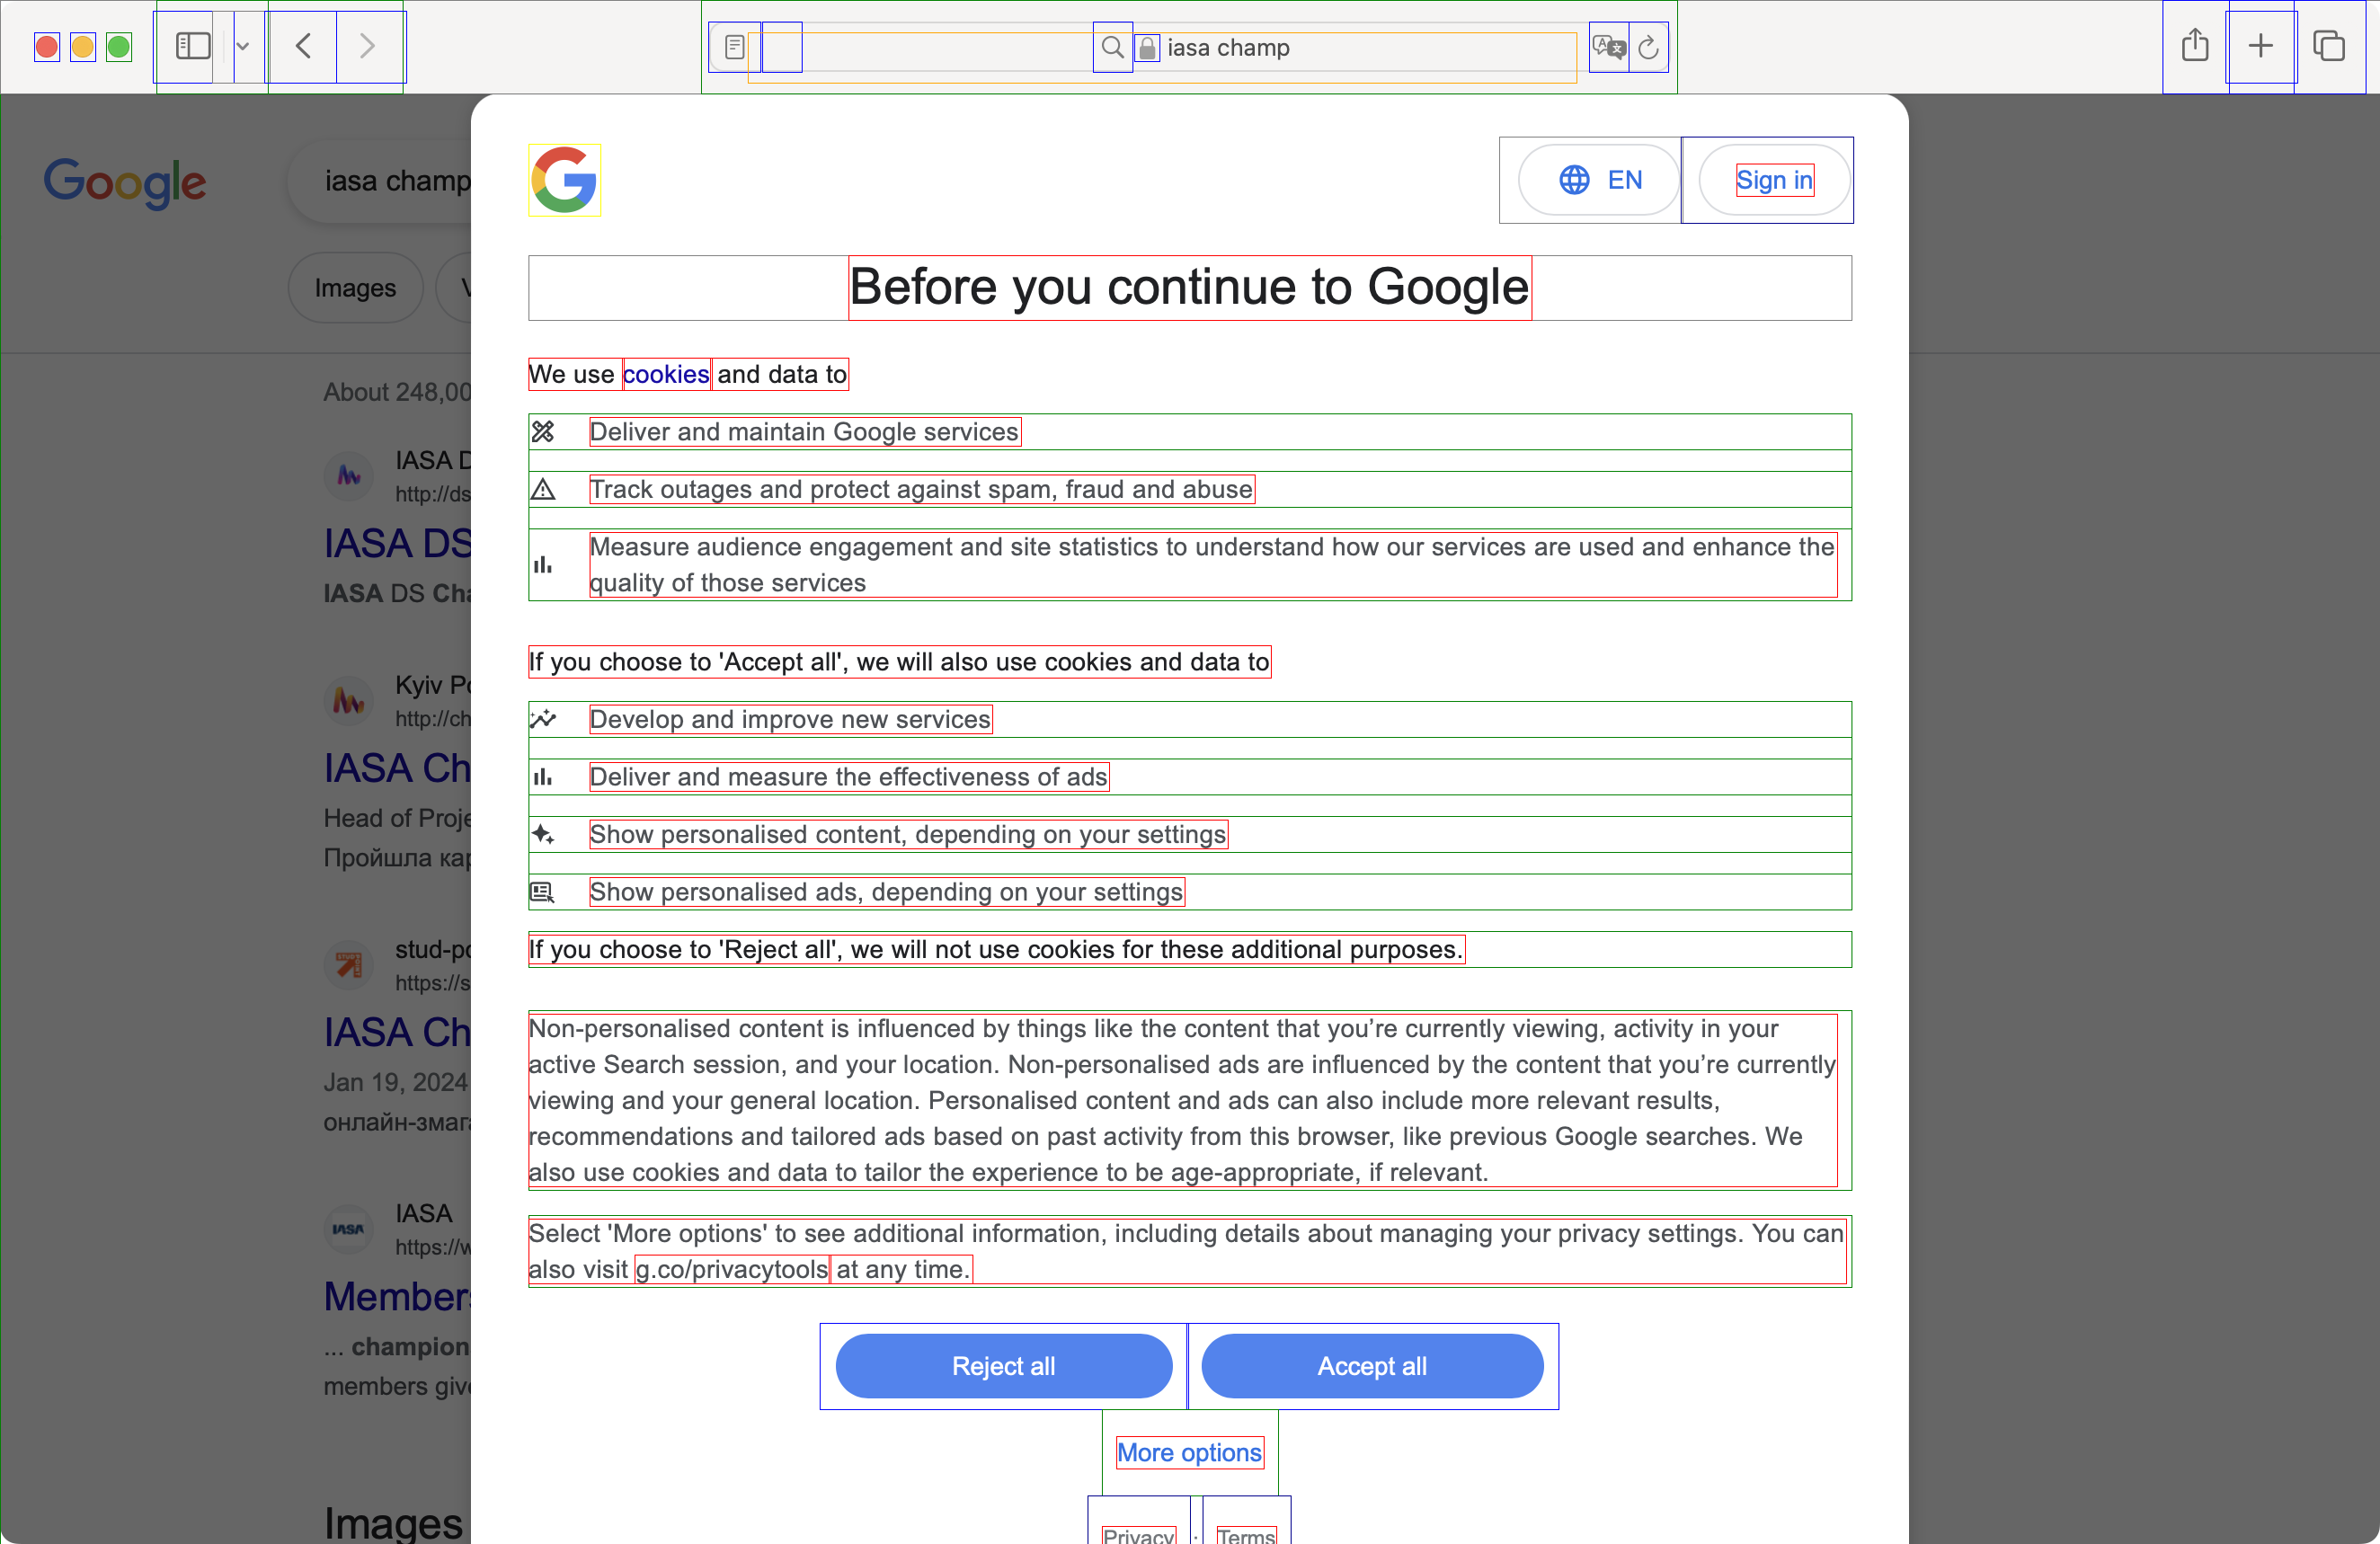 iasa champ
Google
iasa champ
Images
About 248,00
IASA D
http://ds
IASA DS
IASA DS Cha
Kyiv Po
http://ch
IASA Ch
Head of Proje
Пройшла кар
stud-po
https://s
IASA Ch
Jan 19, 2024
онлайн-змага
IASA
IASA
https://w
Members
... champion
members give
Images
EN
Sign in
Before you continue to Google
We use cookies and data to
Deliver and maintain Google services
Track outages and protect against spam, fraud and abuse
Measure audience engagement and site statistics to understand how our services are used and enhance the
quality of those services
If you choose to 'Accept all', we will also use cookies and data to
Develop and improve new services
Deliver and measure the effectiveness of ads
Show personalised content, depending on your settings
Show personalised ads, depending on your settings
If you choose to 'Reject all', we will not use cookies for these additional purposes.
Non-personalised content is influenced by things like the content that you’re currently viewing, activity in your
active Search session, and your location. Non-personalised ads are influenced by the content that you’re currently
viewing and your general location. Personalised content and ads can also include more relevant results,
recommendations and tailored ads based on past activity from this browser, like previous Google searches. We
also use cookies and data to tailor the experience to be age-appropriate, if relevant.
Select 'More options' to see additional information, including details about managing your privacy settings. You can
also visit g.co/privacytools at any time.
Reject all
Accept all
More options
Privacy · Terms